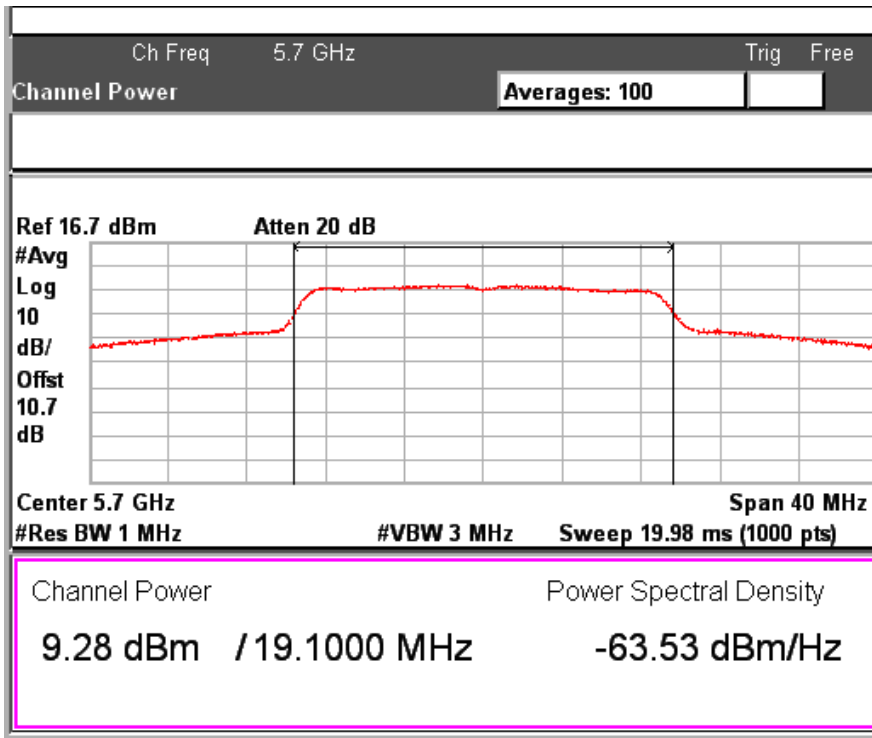 Ch Freq 5.7 GHz Trig Free
Channel Power Averages: 100
Ref 16.7 dBm Atten 20 dB
#Avg
Log
10
dB/
Offst
10.7
dB
Center 5.7 GHz Span 40 MHz
#Res BW 1 MHz #VBW 3 MHz Sweep 19.98 ms (1000 pts)
Channel Power Power Spectral Density
9.28 dBm / 19.1000 MHz -63.53 dBm/Hz